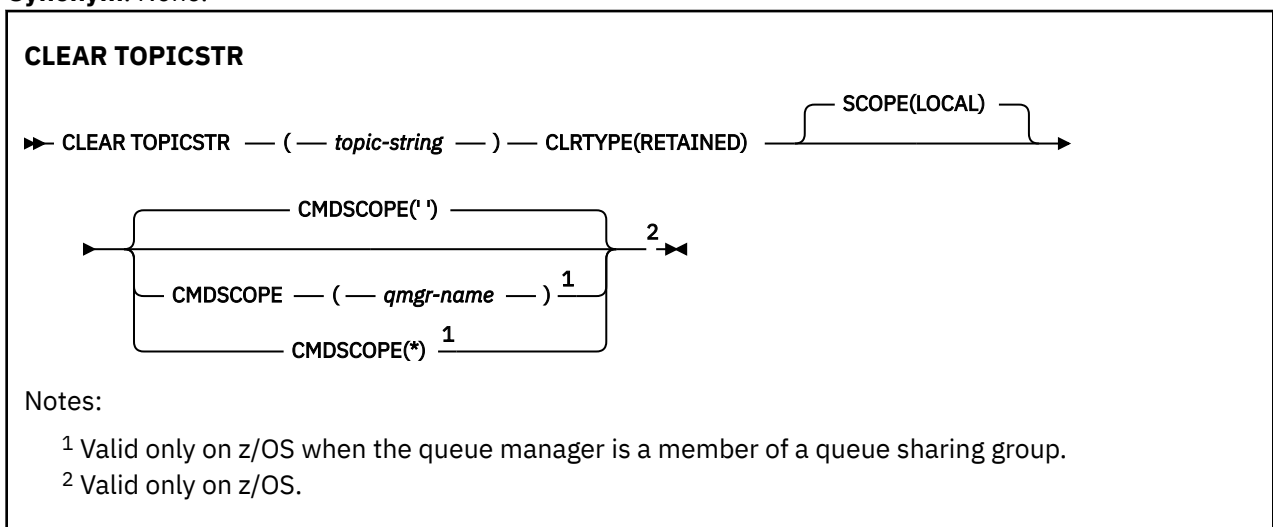 Synonym: None.
CLEAR TOPICSTR
CLEAR TOPICSTR ( topic-string ) CLRTYPE(RETAINED) SCOPE(LOCAL)
CMDSCOPE(' ')
2
CMDSCOPE ( qmgr-name ) 1
CMDSCOPE(*) 1
Notes:
1 Valid only on z/OS when the queue manager is a member of a queue sharing group.
2 Valid only on z/OS.